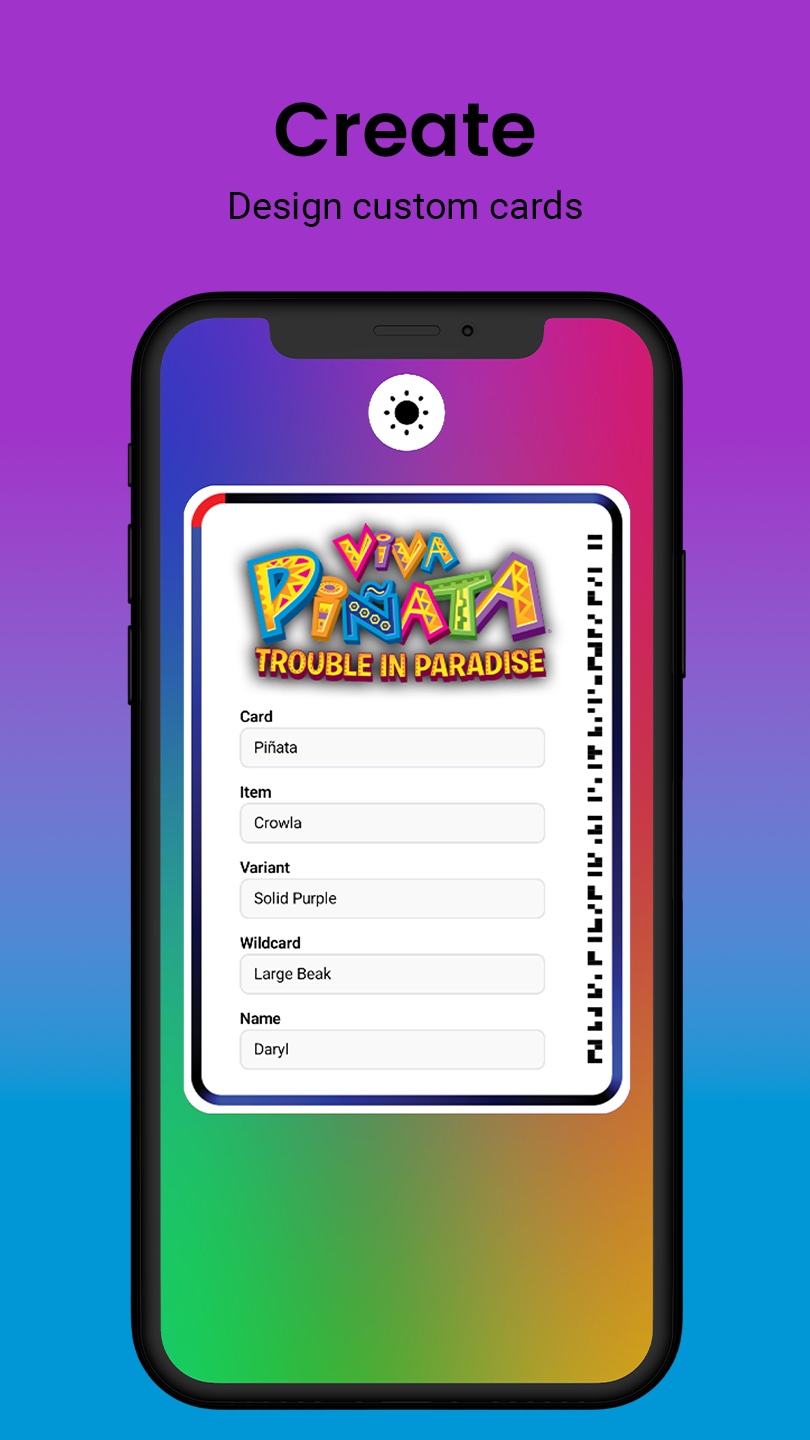 Create
Design custom cards
VIVA
PIÑATA
TROUBLE IN PARADISE
Card
Piñata
Item
Crowla
Variant
Solid Purple
Wildcard
Large Beak
Name
Daryl